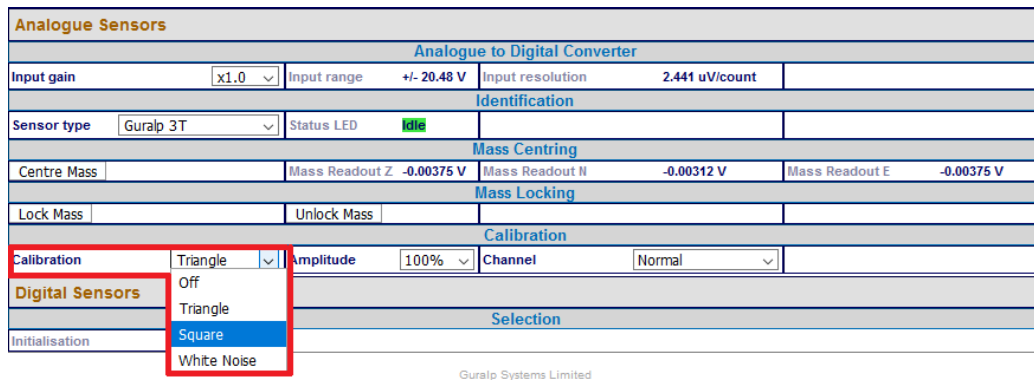 Analogue Sensors
Analogue to Digital Converter
Input gain x1.0 Input range +/- 20.48 V Input resolution 2.441 uV/count
Identification
Sensor type Guralp 3T Status LED Idle
Mass Centring
Centre Mass Mass Readout Z -0.00375 V Mass Readout N -0.00312 V Mass Readout E -0.00375 V
Mass Locking
Lock Mass Unlock Mass
Calibration
Calibration Triangle Amplitude 100% Channel Normal
Off
Digital Sensors
Triangle
Selection
Square
Initialisation
White Noise
Guralp Systems Limited